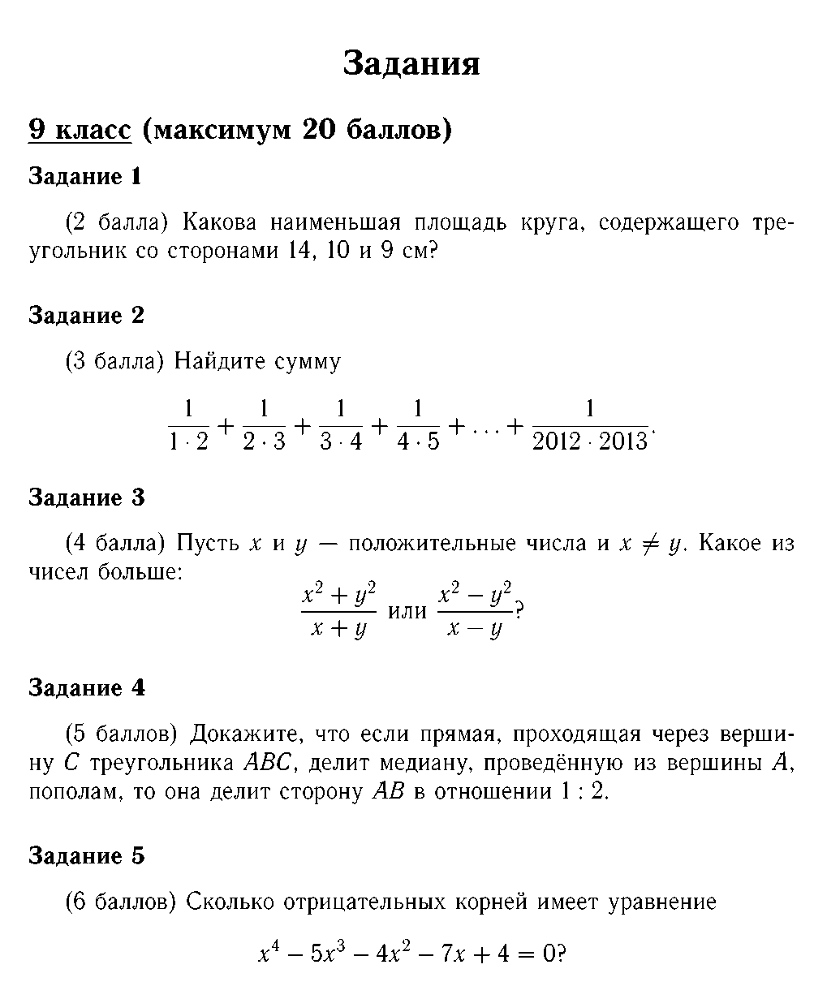 Задания
9 класс (максимум 20 баллов)
Задание 1
(2 балла) Какова наименьшая площадь круга, содержащего тре-
угольник со сторонами 14, 10 и 9 см?
Задание 2
(3 балла) Найдите сумму
1/(1 · 2) + 1/(2 · 3) + 1/(3 · 4) + 1/(4 · 5) + ... + 1/(2012 · 2013).
Задание 3
(4 балла) Пусть x и y — положительные числа и x ≠ y. Какое из
чисел больше:
(x² + y²)/(x + y) или (x² − y²)/(x − y)?
Задание 4
(5 баллов) Докажите, что если прямая, проходящая через верши-
ну C треугольника ABC, делит медиану, проведённую из вершины A,
пополам, то она делит сторону AB в отношении 1 : 2.
Задание 5
(6 баллов) Сколько отрицательных корней имеет уравнение
x⁴ − 5x³ − 4x² − 7x + 4 = 0?